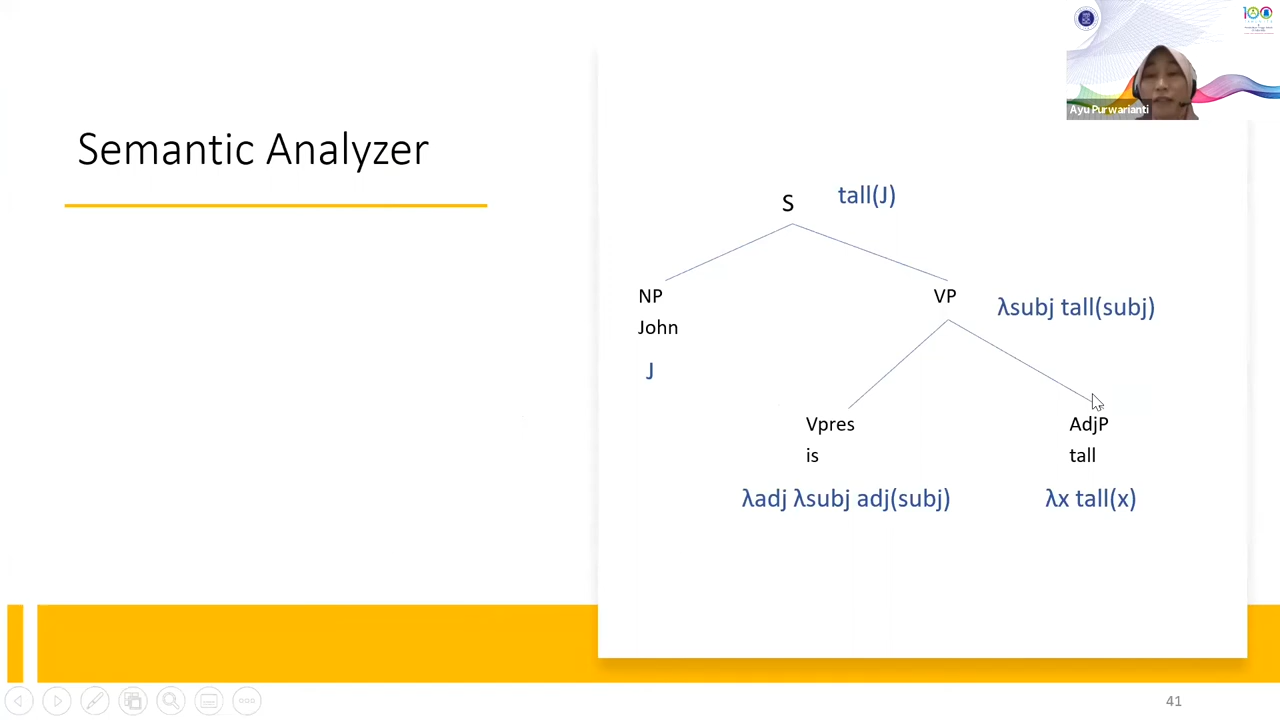 100
Ayu Purwarianti
Semantic Analyzer
S
tall(J)
NP
John
J
VP
λsubj tall(subj)
Vpres
is
λadj λsubj adj(subj)
AdjP
tall
λx tall(x)
41